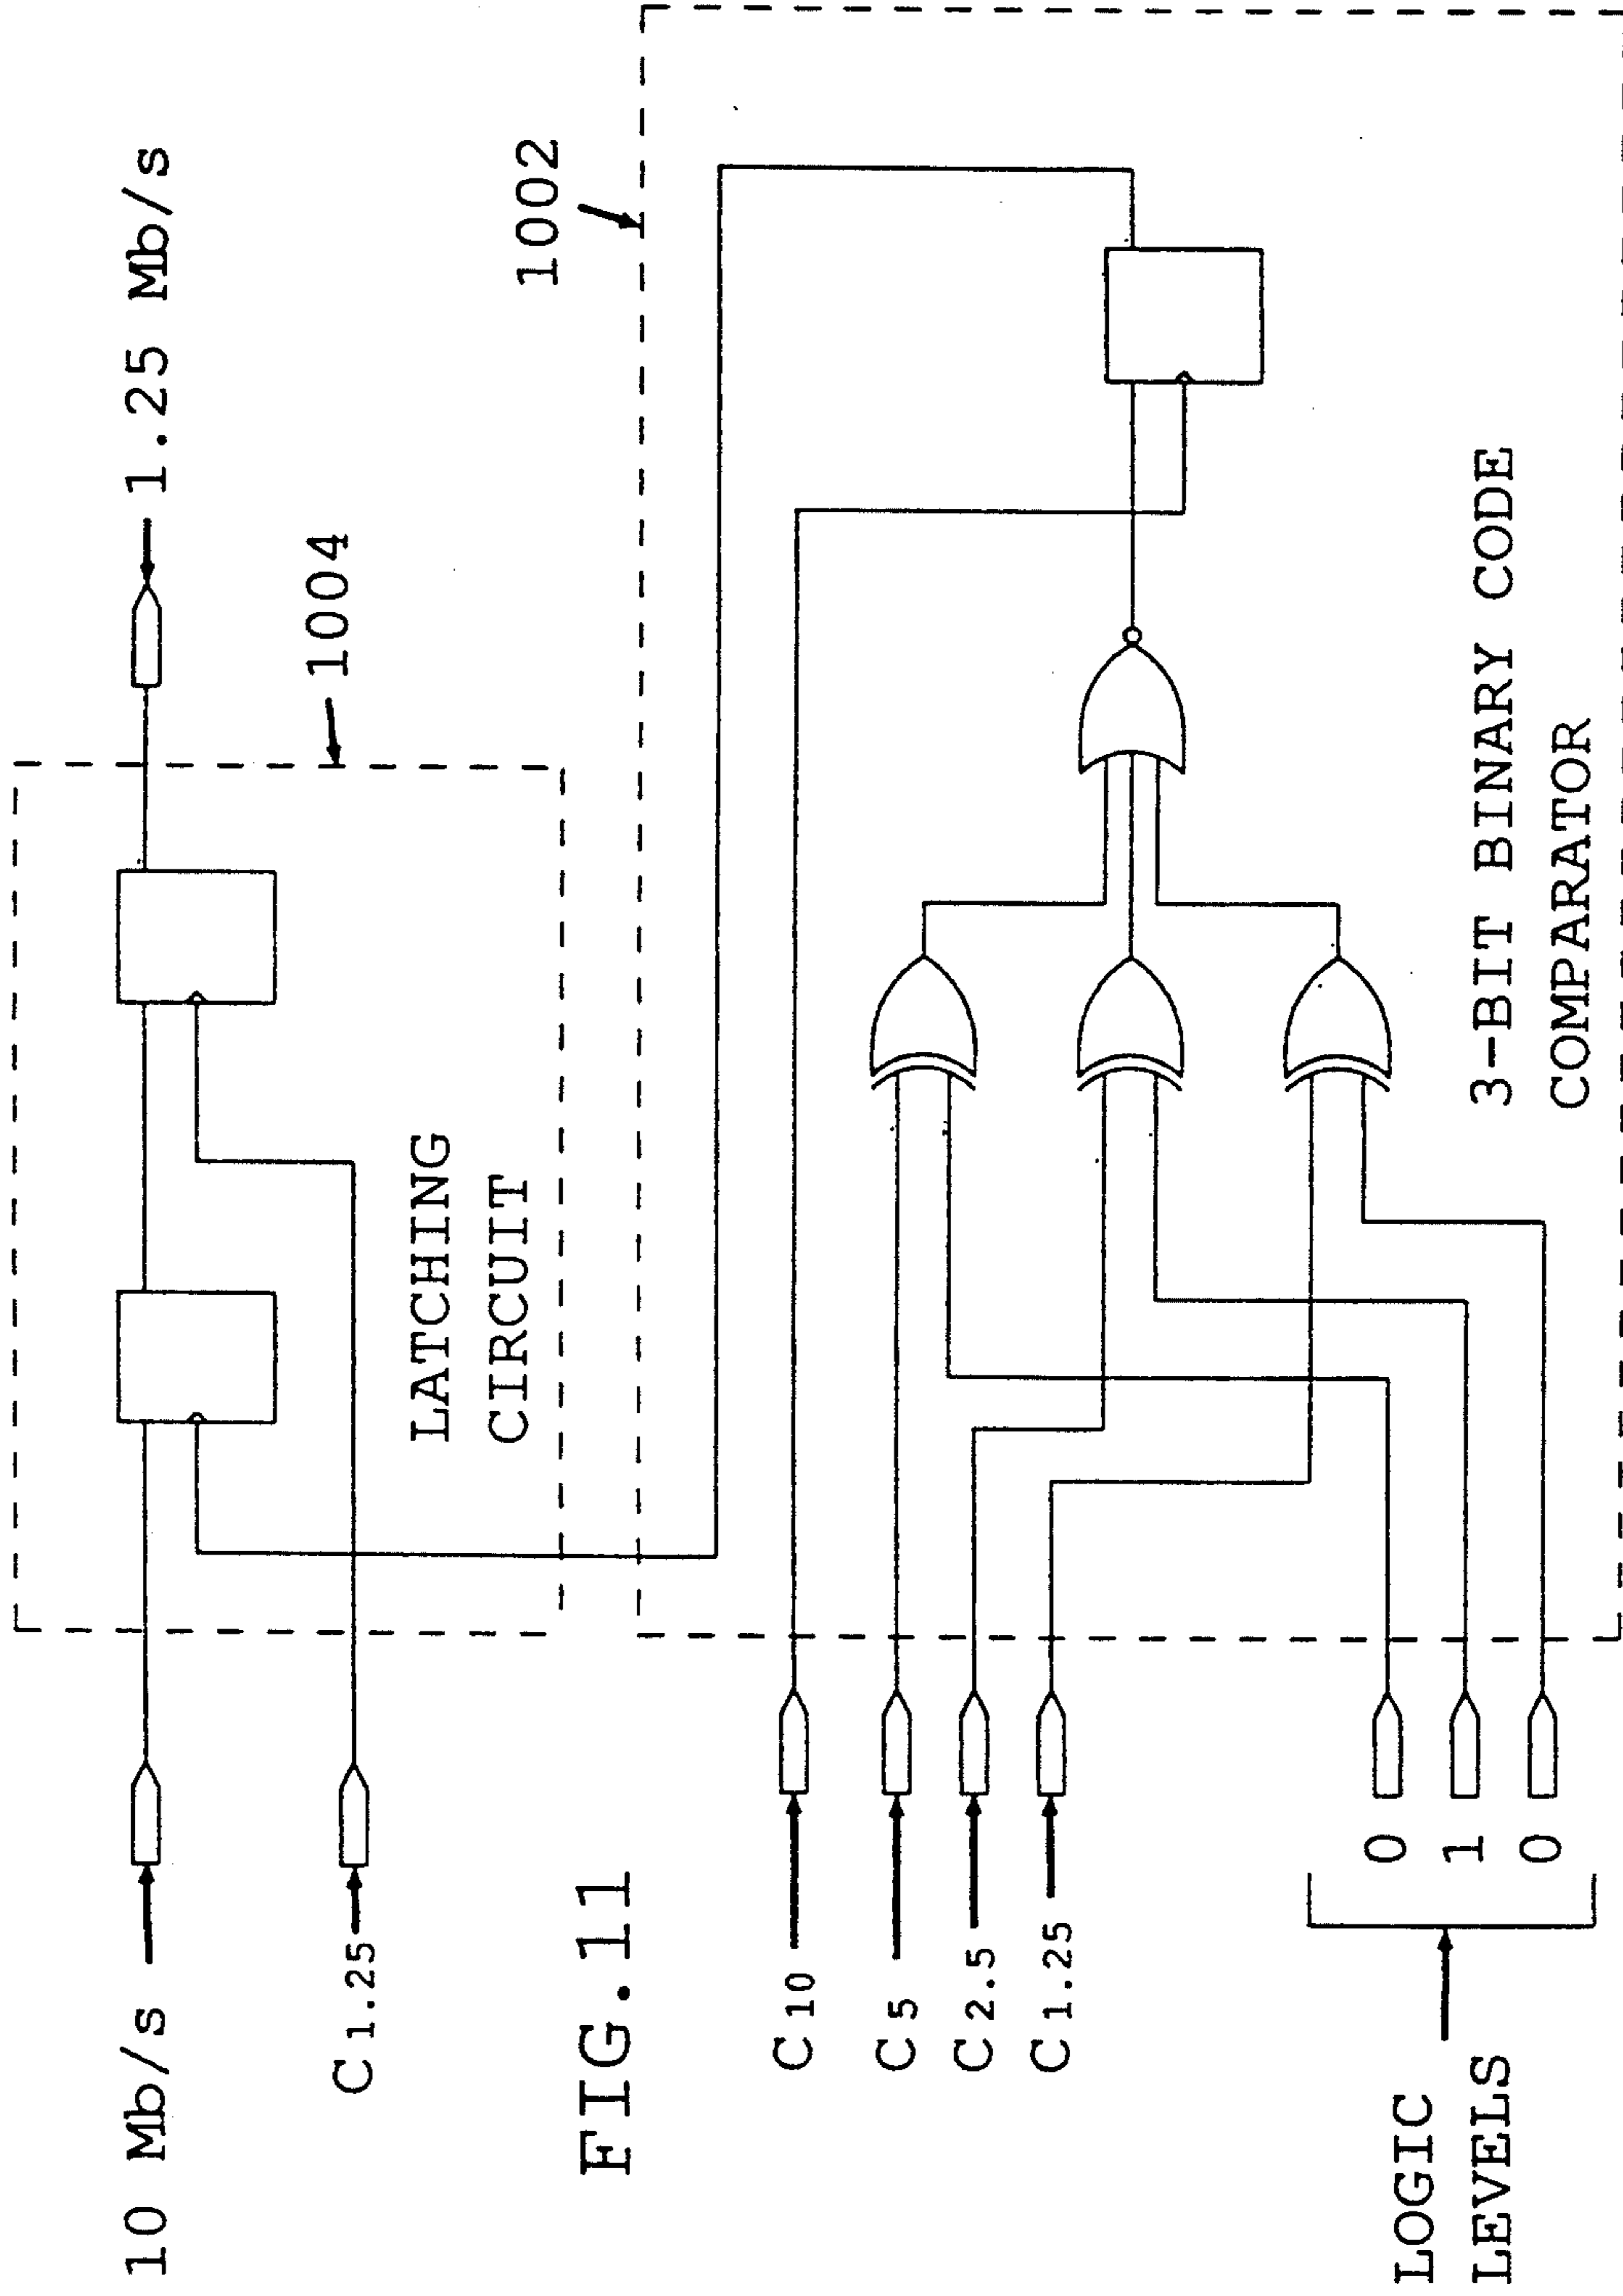 10 Mb/s
1.25 Mb/s
C 1.25
LATCHING
CIRCUIT
1004
FIG.11
1002
C 10
C 5
C 2.5
C 1.25
LOGIC
LEVELS
0
1
0
3-BIT BINARY CODE
COMPARATOR